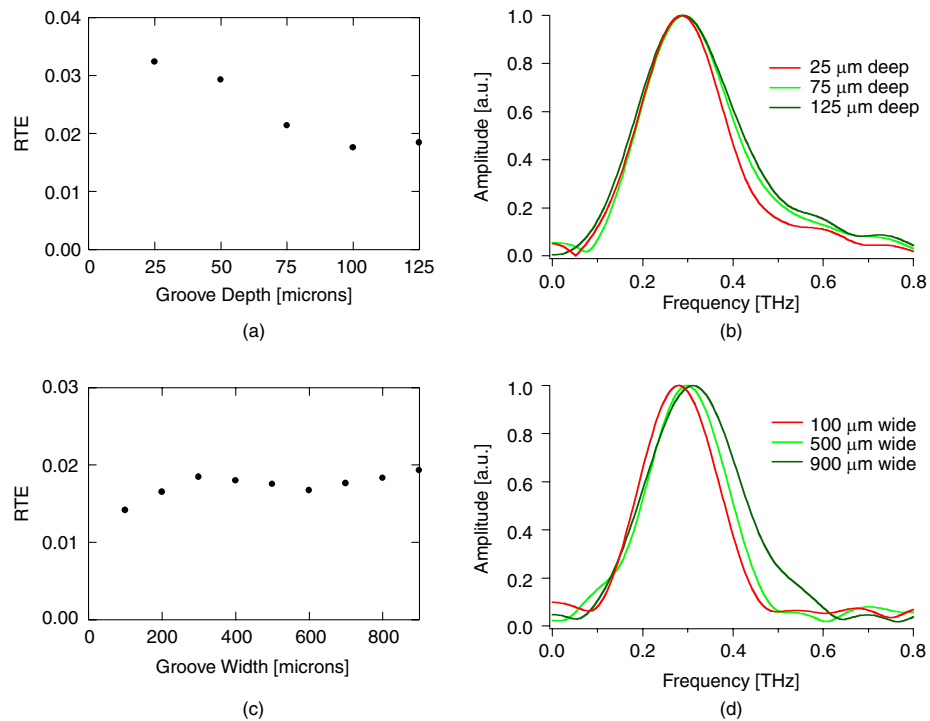 0.04
0.03
0.02
0.01
0.00
RTE
0 25 50 75 100 125
Groove Depth [microns]
(a)
1.0
0.8
0.6
0.4
0.2
0.0
Amplitude [a.u.]
25 μm deep
75 μm deep
125 μm deep
0.0 0.2 0.4 0.6 0.8
Frequency [THz]
(b)
0.03
0.02
0.01
0.00
RTE
0 200 400 600 800
Groove Width [microns]
(c)
1.0
0.8
0.6
0.4
0.2
0.0
Amplitude [a.u.]
100 μm wide
500 μm wide
900 μm wide
0.0 0.2 0.4 0.6 0.8
Frequency [THz]
(d)